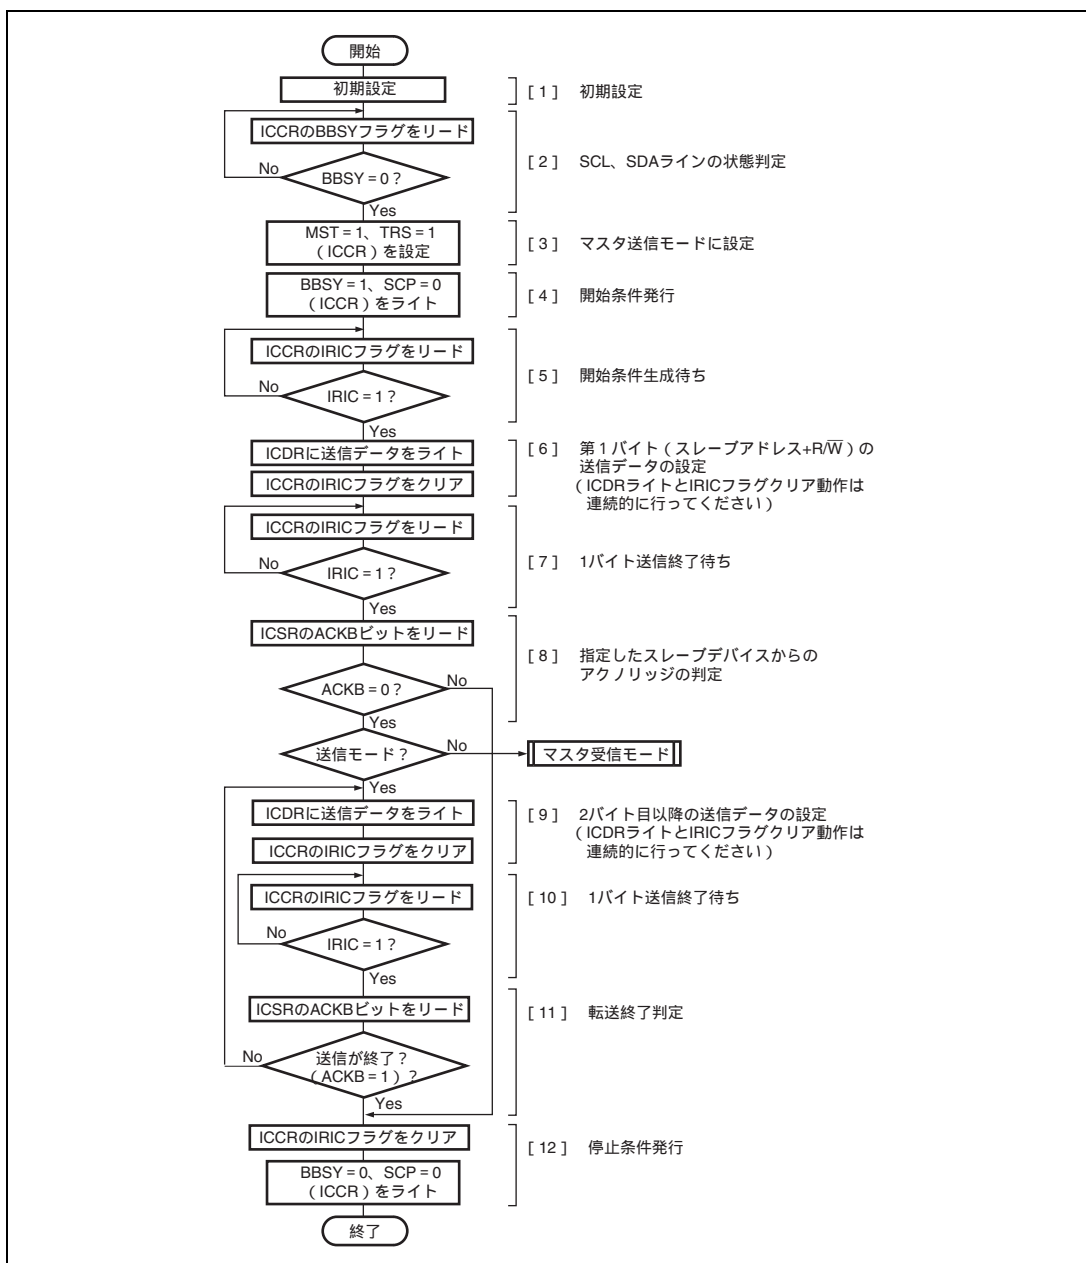 開始
初期設定
[ 1 ] 初期設定
ICCRのBBSYフラグをリード
[ 2 ] SCL、SDAラインの状態判定
No
BBSY = 0 ?
Yes
MST = 1、TRS = 1
( ICCR ) を設定
[ 3 ] マスタ送信モードに設定
BBSY = 1、SCP = 0
( ICCR ) をライト
[ 4 ] 開始条件発行
ICCRのIRICフラグをリード
[ 5 ] 開始条件生成待ち
No
IRIC = 1 ?
Yes
ICDRに送信データをライト
ICCRのIRICフラグをクリア
[ 6 ] 第1バイト ( スレーブアドレス+R/W̅ ) の
送信データの設定
( ICDRライトとIRICフラグクリア動作は
連続的に行ってください )
ICCRのIRICフラグをリード
[ 7 ] 1バイト送信終了待ち
No
IRIC = 1 ?
Yes
ICSRのACKBビットをリード
[ 8 ] 指定したスレーブデバイスからの
アクノリッジの判定
ACKB = 0 ?
No
Yes
送信モード ?
No
マスタ受信モード
Yes
ICDRに送信データをライト
ICCRのIRICフラグをクリア
[ 9 ] 2バイト目以降の送信データの設定
( ICDRライトとIRICフラグクリア動作は
連続的に行ってください )
ICCRのIRICフラグをリード
[ 10 ] 1バイト送信終了待ち
No
IRIC = 1 ?
Yes
ICSRのACKBビットをリード
[ 11 ] 転送終了判定
No
送信が終了 ?
( ACKB = 1 ) ?
Yes
ICCRのIRICフラグをクリア
[ 12 ] 停止条件発行
BBSY = 0、SCP = 0
( ICCR ) をライト
終了